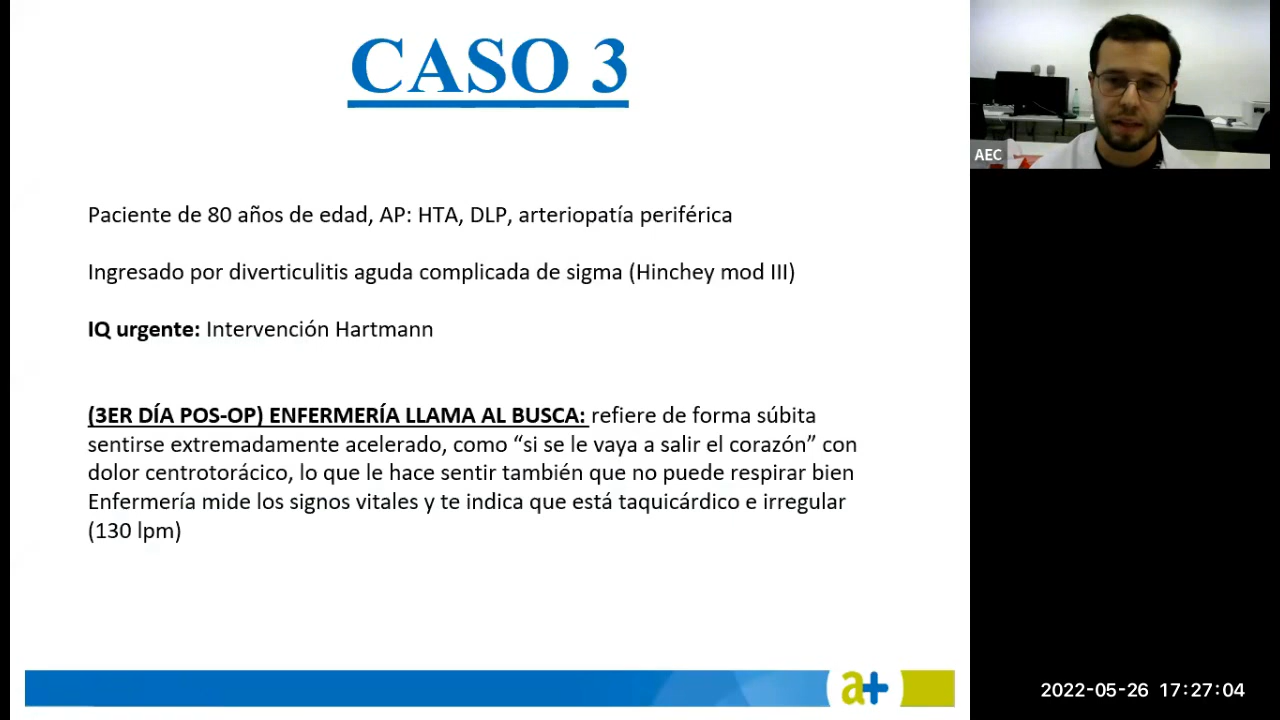 CASO 3
AEC
Paciente de 80 años de edad, AP: HTA, DLP, arteriopatía periférica
Ingresado por diverticulitis aguda complicada de sigma (Hinchey mod III)
IQ urgente: Intervención Hartmann
(3ER DÍA POS-OP) ENFERMERÍA LLAMA AL BUSCA: refiere de forma súbita
sentirse extremadamente acelerado, como “si se le vaya a salir el corazón” con
dolor centrotorácico, lo que le hace sentir también que no puede respirar bien
Enfermería mide los signos vitales y te indica que está taquicárdico e irregular
(130 lpm)
a+
2022-05-26 17:27:04